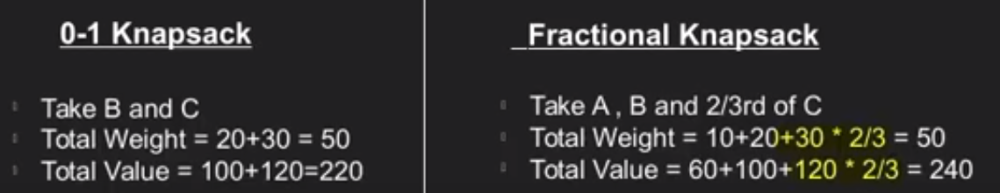 0-1 Knapsack
Take B and C
Total Weight = 20+30 = 50
Total Value = 100+120=220
_Fractional Knapsack
Take A , B and 2/3rd of C
Total Weight = 10+20+30 * 2/3 = 50
Total Value = 60+100+120 * 2/3 = 240